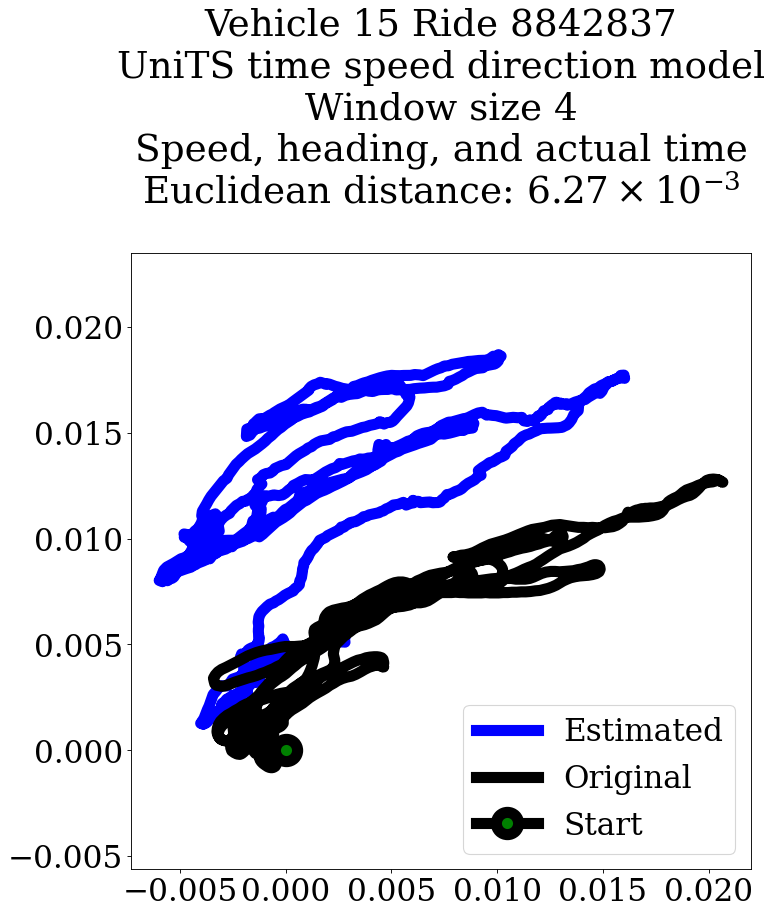 Vehicle 15 Ride 8842837
UniTS time speed direction model
Window size 4
Speed, heading, and actual time
Euclidean distance: 6.27 × 10⁻³
0.020
0.015
0.010
0.005
0.000
−0.005
Estimated
Original
Start
−0.005 0.000 0.005 0.010 0.015 0.020